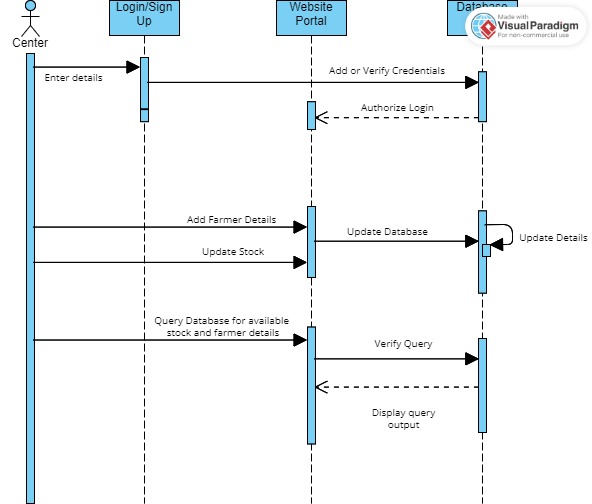 Login/Sign
Up
Website
Portal
Database
Made with
VisualParadigm
For non-commercial use
Center
Enter details
Add or Verify Credentials
Authorize Login
Add Farmer Details
Update Database
Update Details
Update Stock
Query Database for available
stock and farmer details
Verify Query
Display query
output